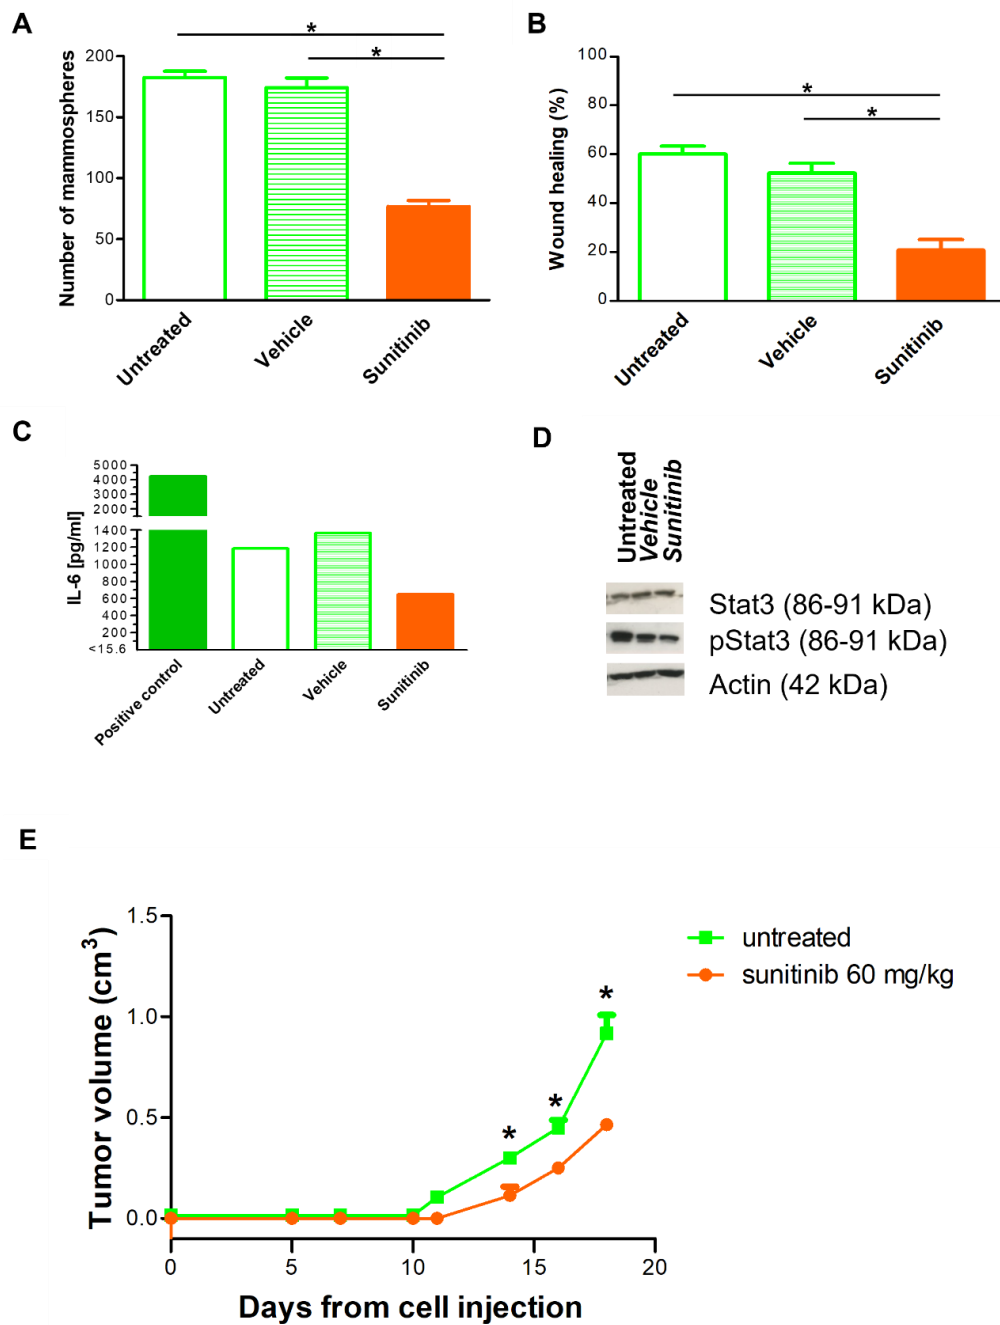 A
Number of mammospheres
200
150
100
50
0
*
*
Untreated
Vehicle
Sunitinib
B
Wound healing (%)
100
80
60
40
20
0
*
*
Untreated
Vehicle
Sunitinib
C
IL-6 [pg/ml]
5000
4000
3000
2000
1400
1200
1000
800
600
400
200
<15.6
Positive control
Untreated
Vehicle
Sunitinib
D
Untreated
Vehicle
Sunitinib
Stat3 (86-91 kDa)
pStat3 (86-91 kDa)
Actin (42 kDa)
E
Tumor volume (cm³)
1.5
1.0
0.5
0.0
*
*
*
untreated
sunitinib 60 mg/kg
0 5 10 15 20
Days from cell injection